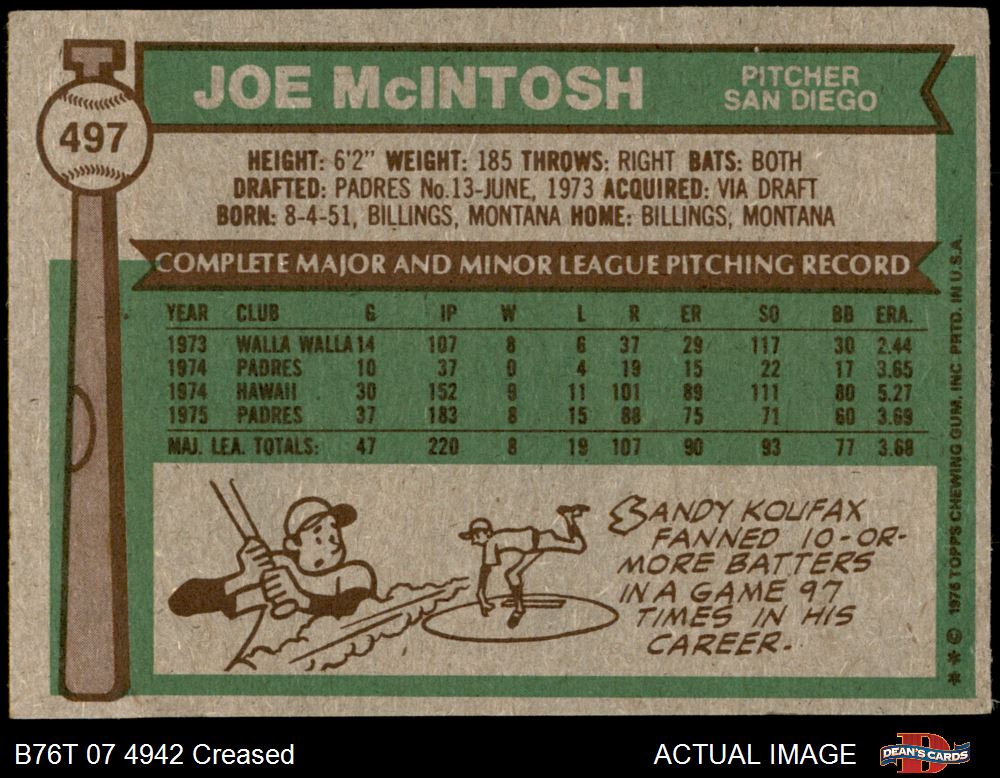 497
JOE McINTOSH
PITCHER
SAN DIEGO
HEIGHT: 6'2" WEIGHT: 185 THROWS: RIGHT BATS: BOTH
DRAFTED: PADRES No.13-JUNE, 1973 ACQUIRED: VIA DRAFT
BORN: 8-4-51, BILLINGS, MONTANA HOME: BILLINGS, MONTANA
COMPLETE MAJOR AND MINOR LEAGUE PITCHING RECORD
YEAR CLUB G IP W L R ER SO BB ERA.
1973 WALLA WALLA 14 107 8 6 37 29 117 30 2.44
1974 PADRES 10 37 0 4 19 15 22 17 3.65
1974 HAWAII 30 152 9 11 101 89 111 80 5.27
1975 PADRES 37 183 8 15 88 75 71 60 3.69
MAJ. LEA. TOTALS: 47 220 8 19 107 90 93 77 3.68
SANDY KOUFAX
FANNED 10-OR-
MORE BATTERS
IN A GAME 97
TIMES IN HIS
CAREER.
** © 1976 TOPPS CHEWING GUM, INC PRTD. IN U.S.A.
B76T 07 4942 Creased
ACTUAL IMAGE
DEAN'S CARDS